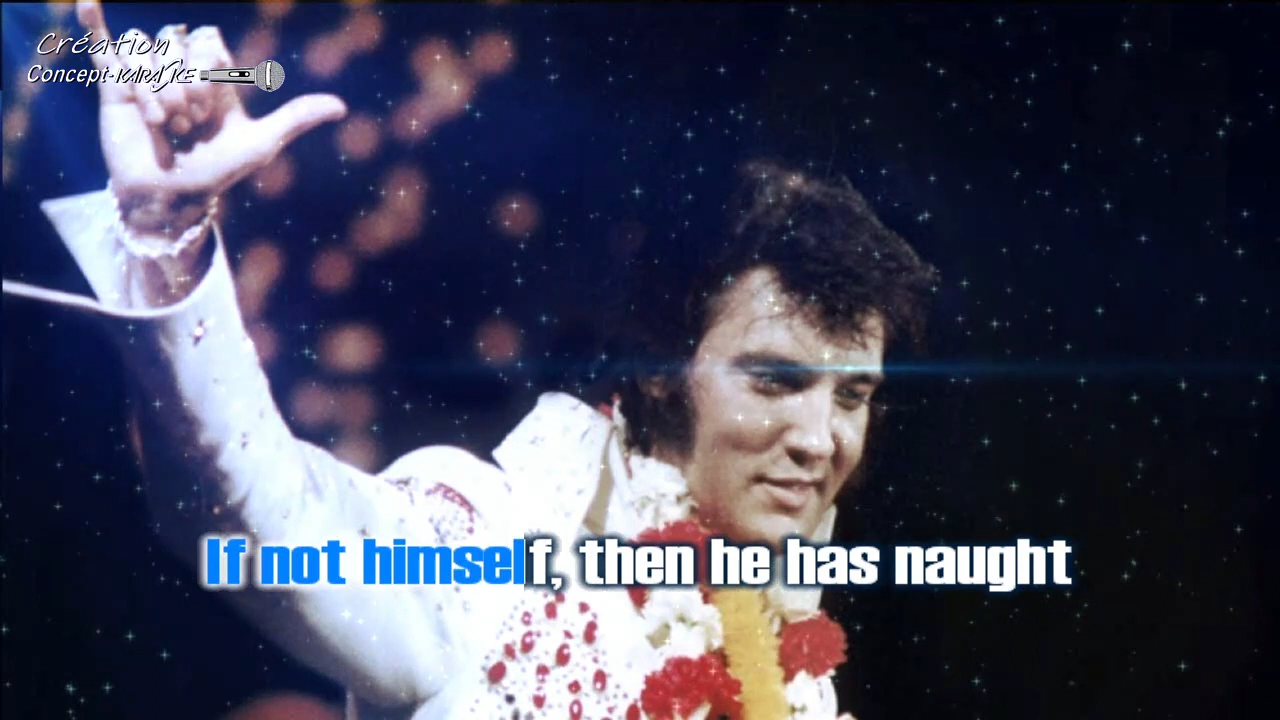 Création
Concept-KARAOKE
If not himself, then he has naught